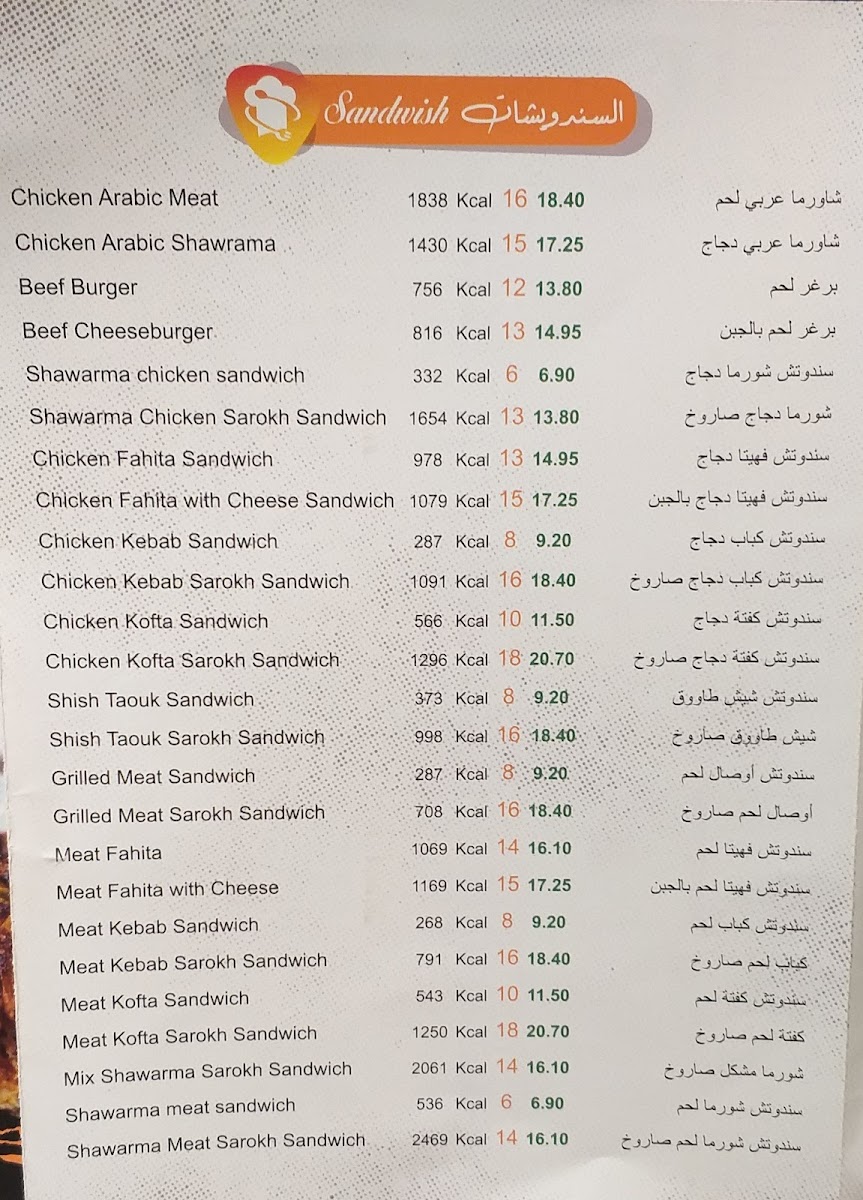 Sandwish السندويشات
Chicken Arabic Meat 1838 Kcal 16 18.40 شاورما عربي لحم
Chicken Arabic Shawrama 1430 Kcal 15 17.25 شاورما عربي دجاج
Beef Burger 756 Kcal 12 13.80 برغر لحم
Beef Cheeseburger 816 Kcal 13 14.95 برغر لحم بالجبن
Shawarma chicken sandwich 332 Kcal 6 6.90 سندوتش شورما دجاج
Shawarma Chicken Sarokh Sandwich 1654 Kcal 13 13.80 شورما دجاج صاروخ
Chicken Fahita Sandwich 978 Kcal 13 14.95 سندوتش فهيتا دجاج
Chicken Fahita with Cheese Sandwich 1079 Kcal 15 17.25 سندوتش فهيتا دجاج بالجبن
Chicken Kebab Sandwich 287 Kcal 8 9.20 سندوتش كباب دجاج
Chicken Kebab Sarokh Sandwich 1091 Kcal 16 18.40 سندوتش كباب دجاج صاروخ
Chicken Kofta Sandwich 566 Kcal 10 11.50 سندوتش كفتة دجاج
Chicken Kofta Sarokh Sandwich 1296 Kcal 18 20.70 سندوتش كفتة دجاج صاروخ
Shish Taouk Sandwich 373 Kcal 8 9.20 سندوتش شيش طاووق
Shish Taouk Sarokh Sandwich 998 Kcal 16 18.40 شيش طاووق صاروخ
Grilled Meat Sandwich 287 Kcal 8 9.20 سندوتش أوصال لحم
Grilled Meat Sarokh Sandwich 708 Kcal 16 18.40 أوصال لحم صاروخ
Meat Fahita 1069 Kcal 14 16.10 سندوتش فهيتا لحم
Meat Fahita with Cheese 1169 Kcal 15 17.25 سندوتش فهيتا لحم بالجبن
Meat Kebab Sandwich 268 Kcal 8 9.20 سندوتش كباب لحم
Meat Kebab Sarokh Sandwich 791 Kcal 16 18.40 كباب لحم صاروخ
Meat Kofta Sandwich 543 Kcal 10 11.50 سندوتش كفتة لحم
Meat Kofta Sarokh Sandwich 1250 Kcal 18 20.70 كفتة لحم صاروخ
Mix Shawarma Sarokh Sandwich 2061 Kcal 14 16.10 شورما مشكل صاروخ
Shawarma meat sandwich 536 Kcal 6 6.90 سندوتش شورما لحم
Shawarma Meat Sarokh Sandwich 2469 Kcal 14 16.10 سندوتش شورما لحم صاروخ